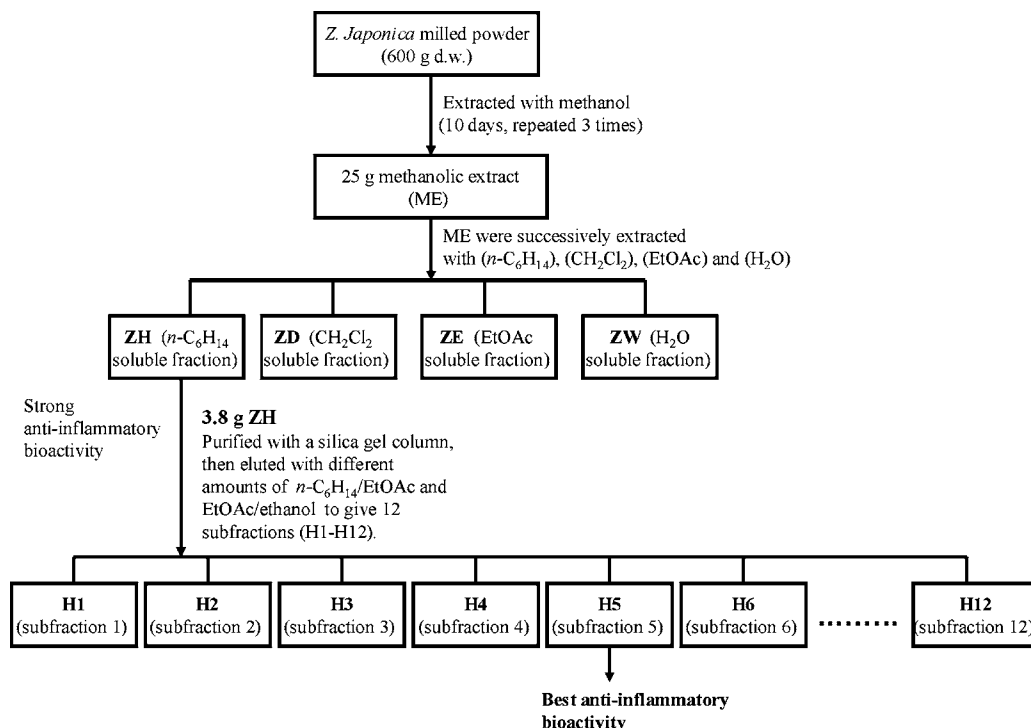 Z. Japonica milled powder
(600 g d.w.)
Extracted with methanol
(10 days, repeated 3 times)
25 g methanolic extract
(ME)
ME were successively extracted
with (n-C₆H₁₄), (CH₂Cl₂), (EtOAc) and (H₂O)
ZH (n-C₆H₁₄
soluble fraction)
ZD (CH₂Cl₂
soluble fraction)
ZE (EtOAc
soluble fraction)
ZW (H₂O
soluble fraction)
Strong
anti-inflammatory
bioactivity
3.8 g ZH
Purified with a silica gel column,
then eluted with different
amounts of n-C₆H₁₄/EtOAc and
EtOAc/ethanol to give 12
subfractions (H1-H12).
H1
(subfraction 1)
H2
(subfraction 2)
H3
(subfraction 3)
H4
(subfraction 4)
H5
(subfraction 5)
H6
(subfraction 6)
.........
H12
(subfraction 12)
Best anti-inflammatory
bioactivity